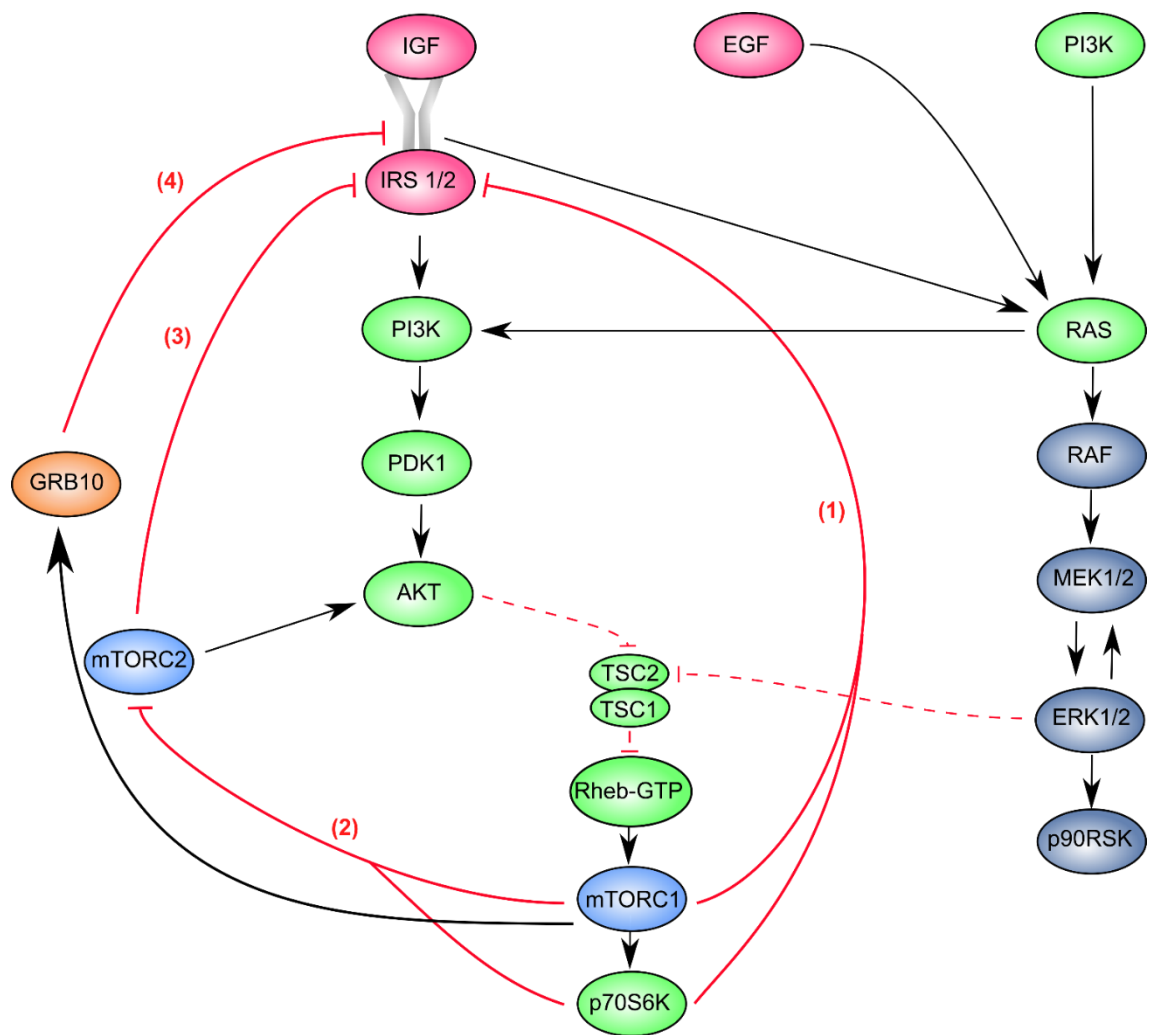 IGF
EGF
PI3K
(4)
IRS 1/2
(3)
PI3K
RAS
GRB10
PDK1
RAF
(1)
AKT
MEK1/2
mTORC2
TSC2
TSC1
ERK1/2
Rheb-GTP
(2)
p90RSK
mTORC1
p70S6K